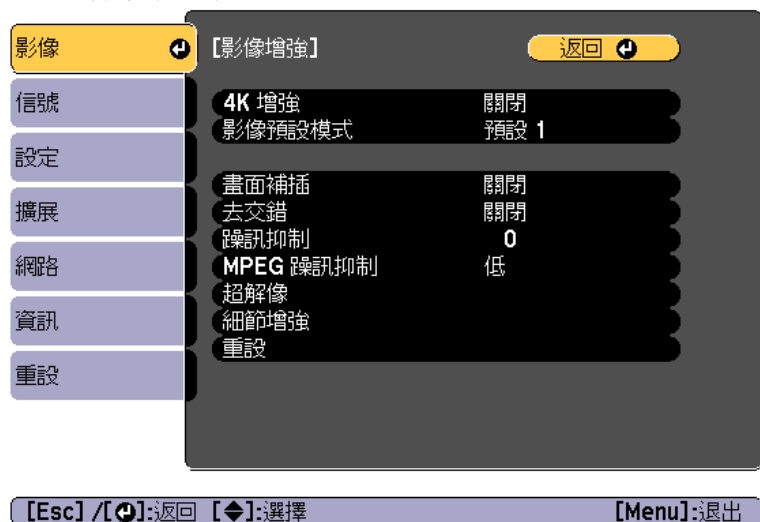 影像
信號
設定
擴展
網路
資訊
重設
[影像增強] 返回
4K 增強 關閉
影像預設模式 預設 1
畫面補插 關閉
去交錯 關閉
躁訊抑制 0
MPEG 躁訊抑制 低
超解像
細節增強
重設
[Esc] /[ ]:返回 [ ]:選擇 [Menu]:退出